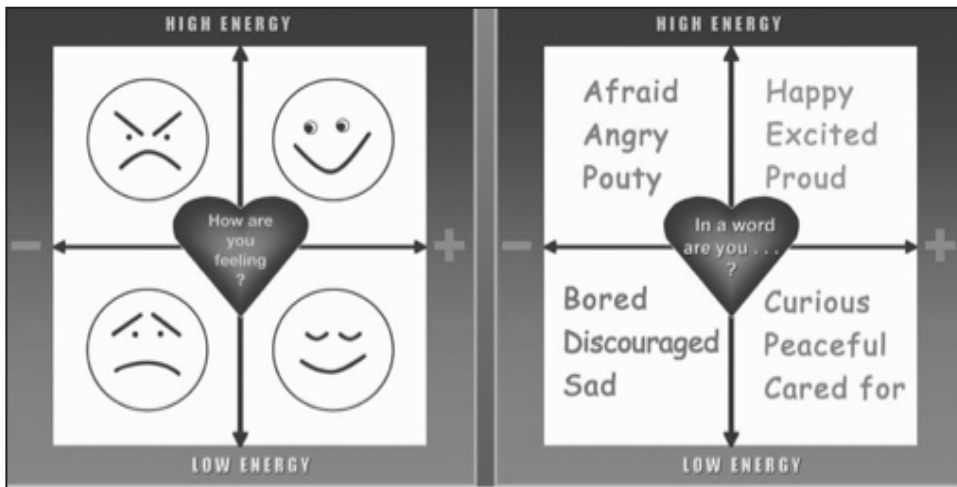 HIGH ENERGY
How are
you
feeling
?
LOW ENERGY
HIGH ENERGY
Afraid
Angry
Pouty
Happy
Excited
Proud
In a word
are you . . .
?
Bored
Discouraged
Sad
Curious
Peaceful
Cared for
LOW ENERGY